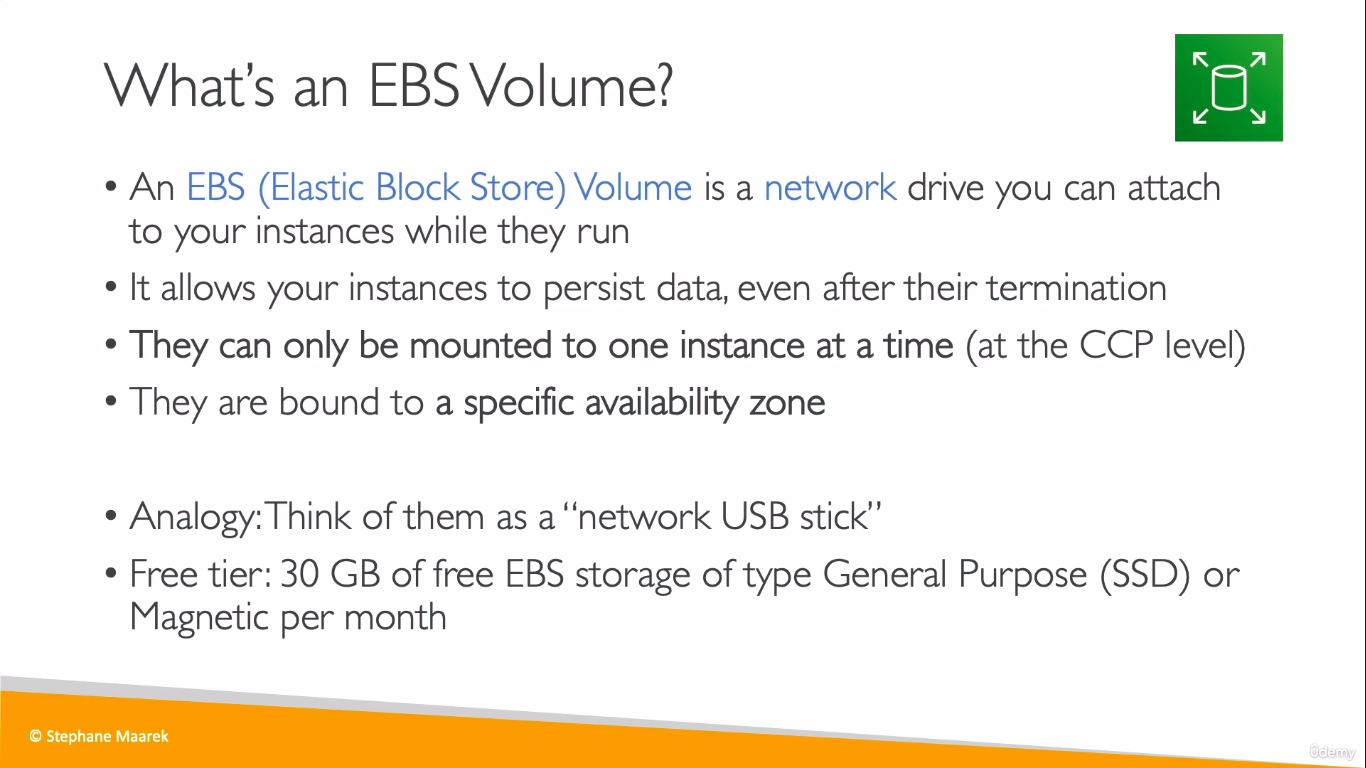 What's an EBS Volume?
• An EBS (Elastic Block Store) Volume is a network drive you can attach
to your instances while they run
• It allows your instances to persist data, even after their termination
• They can only be mounted to one instance at a time (at the CCP level)
• They are bound to a specific availability zone
• Analogy: Think of them as a “network USB stick”
• Free tier: 30 GB of free EBS storage of type General Purpose (SSD) or
Magnetic per month
© Stephane Maarek
ûdemy